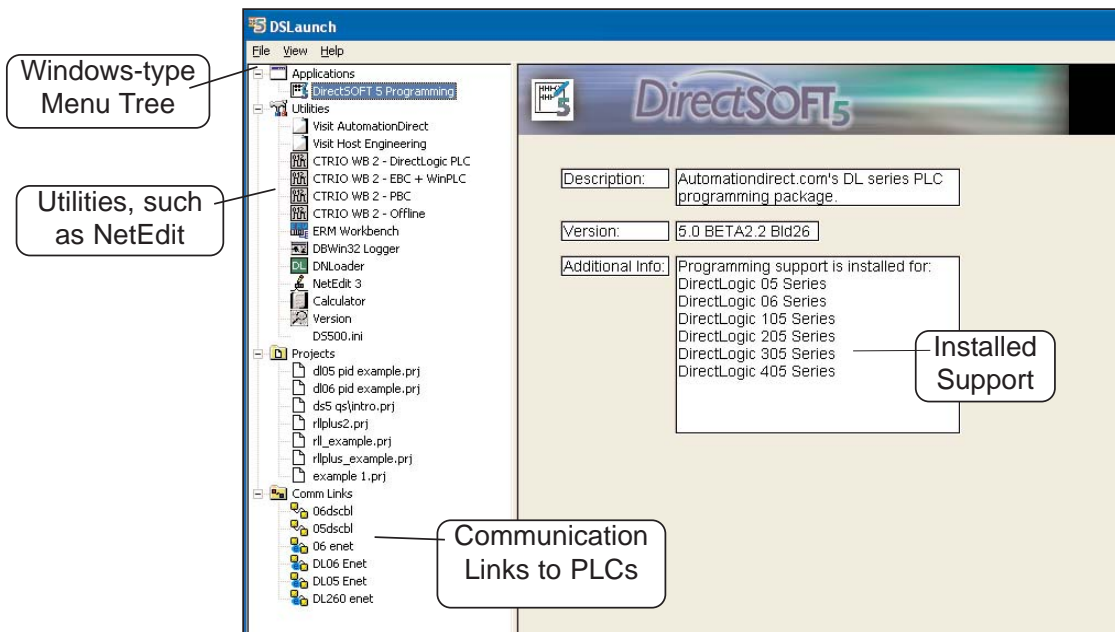 DSLaunch
File View Help
Windows-type
Menu Tree
Applications
DirectSOFT 5 Programming
Utilities
Visit AutomationDirect
Visit Host Engineering
CTRIO WB 2 - DirectLogic PLC
CTRIO WB 2 - EBC + WinPLC
CTRIO WB 2 - PBC
CTRIO WB 2 - Offline
ERM Workbench
DBWin32 Logger
DNLoader
NetEdit 3
Calculator
Version
DS500.ini
Utilities, such
as NetEdit
Projects
dl05 pid example.prj
dl06 pid example.prj
ds5 qs\intro.prj
rllplus2.prj
rll_example.prj
rllplus_example.prj
example 1.prj
Comm Links
06dscbl
05dscbl
06 enet
DL06 Enet
DL05 Enet
DL260 enet
Communication
Links to PLCs
DirectSOFT5
Description: Automationdirect.com's DL series PLC
programming package.
Version: 5.0 BETA2.2 Bld26
Additional Info: Programming support is installed for:
DirectLogic 05 Series
DirectLogic 06 Series
DirectLogic 105 Series
DirectLogic 205 Series
DirectLogic 305 Series
DirectLogic 405 Series
Installed
Support